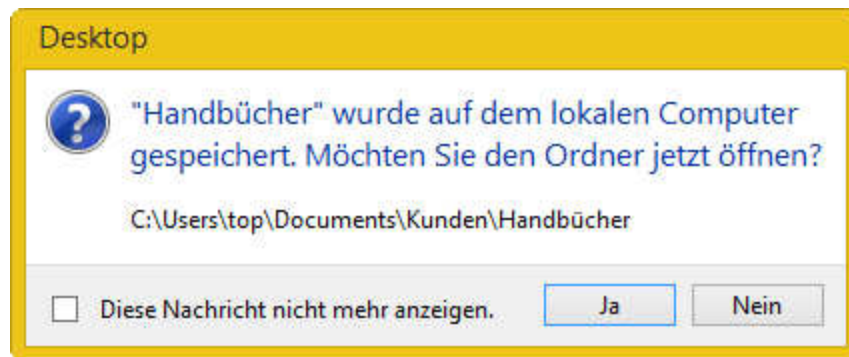 Desktop
"Handbücher" wurde auf dem lokalen Computer
gespeichert. Möchten Sie den Ordner jetzt öffnen?
C:\Users\top\Documents\Kunden\Handbücher
Diese Nachricht nicht mehr anzeigen. Ja Nein